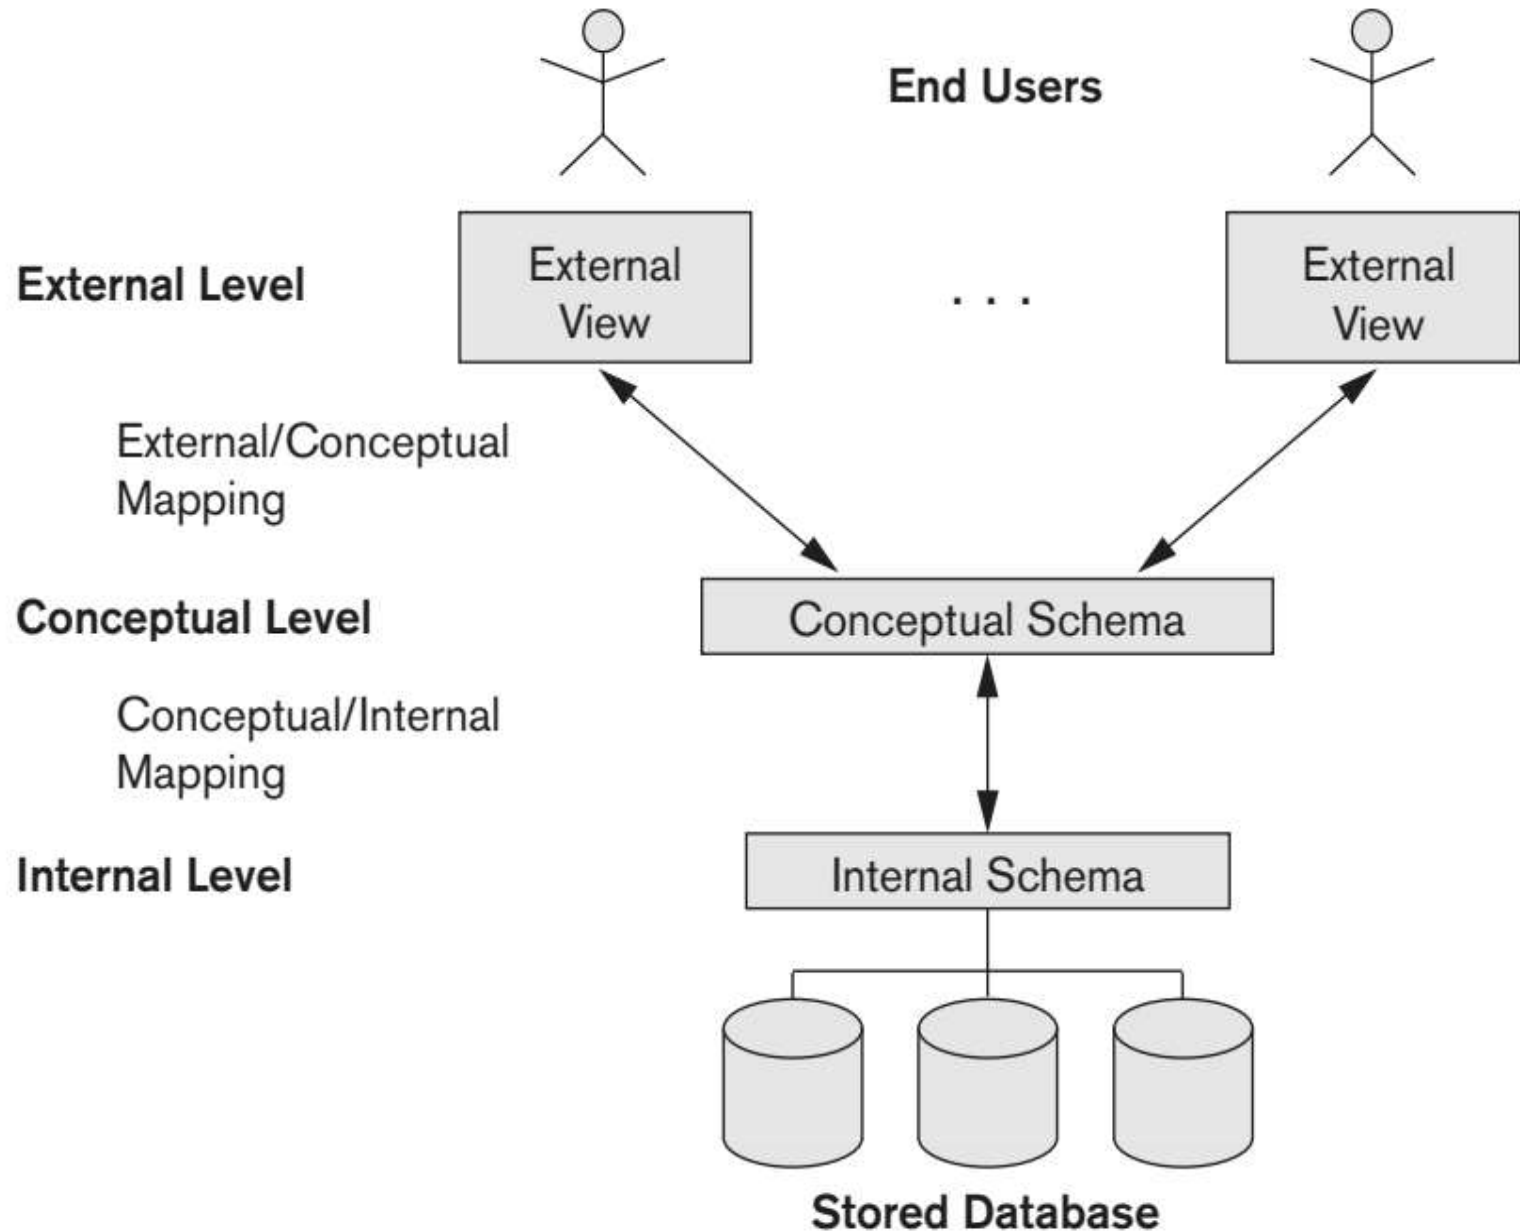 End Users
External Level
External
View
. . .
External
View
External/Conceptual
Mapping
Conceptual Level
Conceptual Schema
Conceptual/Internal
Mapping
Internal Level
Internal Schema
Stored Database